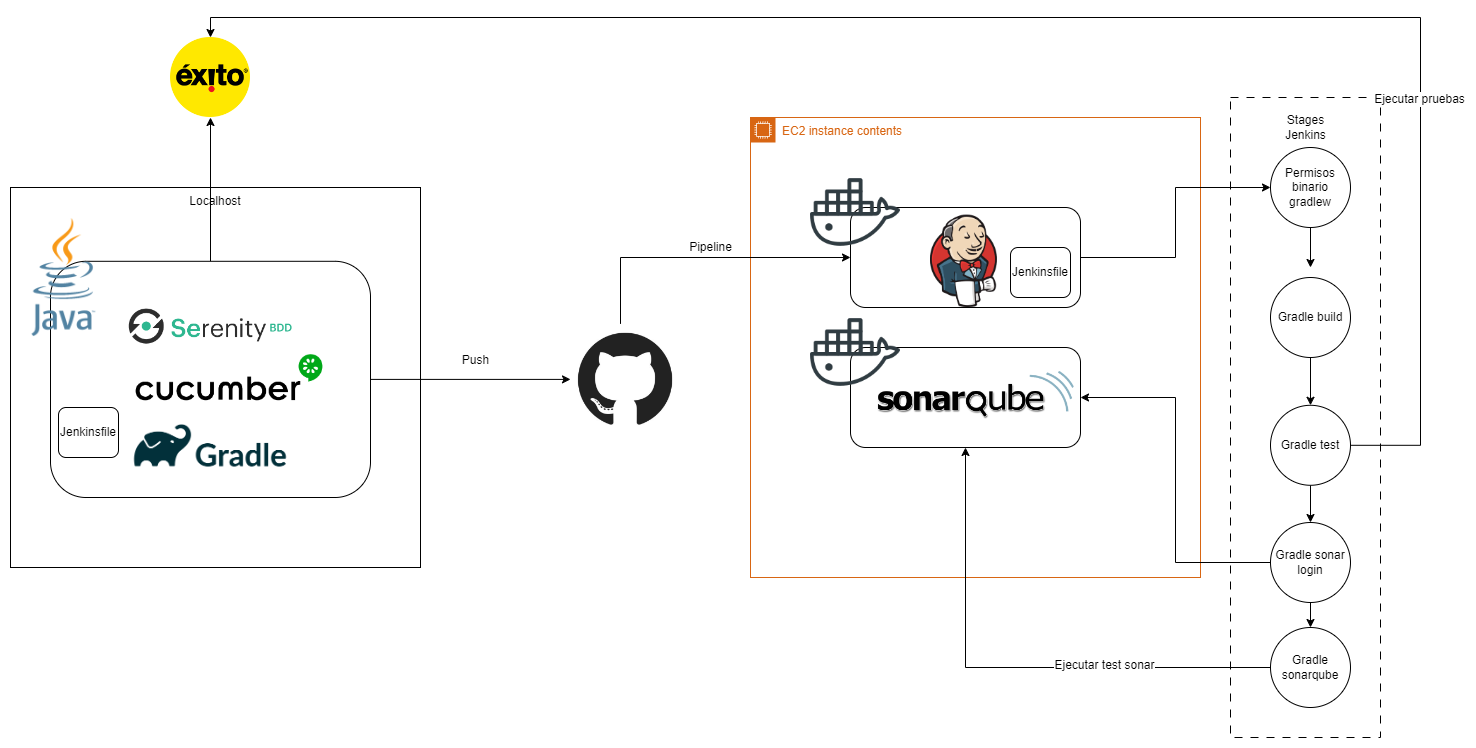 éxito
Localhost
Java
Serenity BDD
cucumber
Jenkinsfile
Gradle
Push
Pipeline
EC2 instance contents
Jenkinsfile
sonarqube
Ejecutar pruebas
Stages
Jenkins
Permisos
binario
gradlew
Gradle build
Gradle test
Gradle sonar
login
Gradle
sonarqube
Ejecutar test sonar